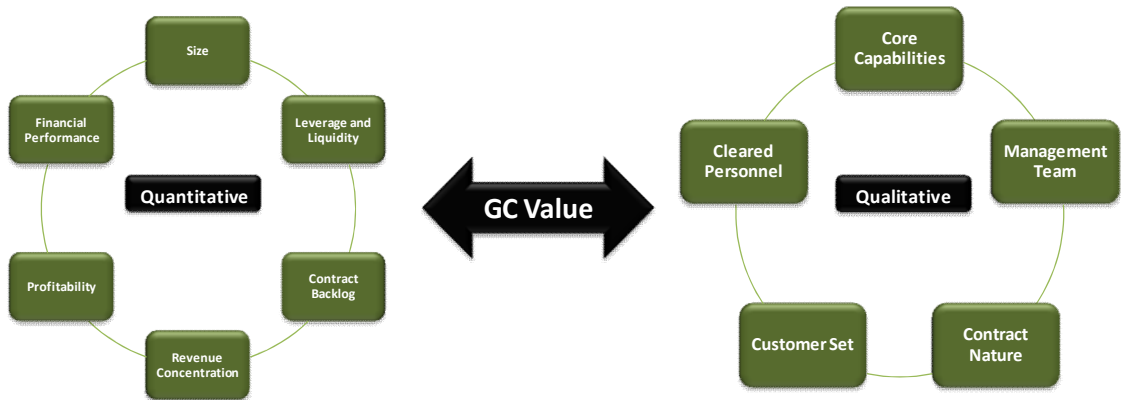 Size
Leverage and
Liquidity
Contract
Backlog
Revenue
Concentration
Profitability
Financial
Performance
Quantitative
GC Value
Core
Capabilities
Management
Team
Contract
Nature
Customer Set
Cleared
Personnel
Qualitative